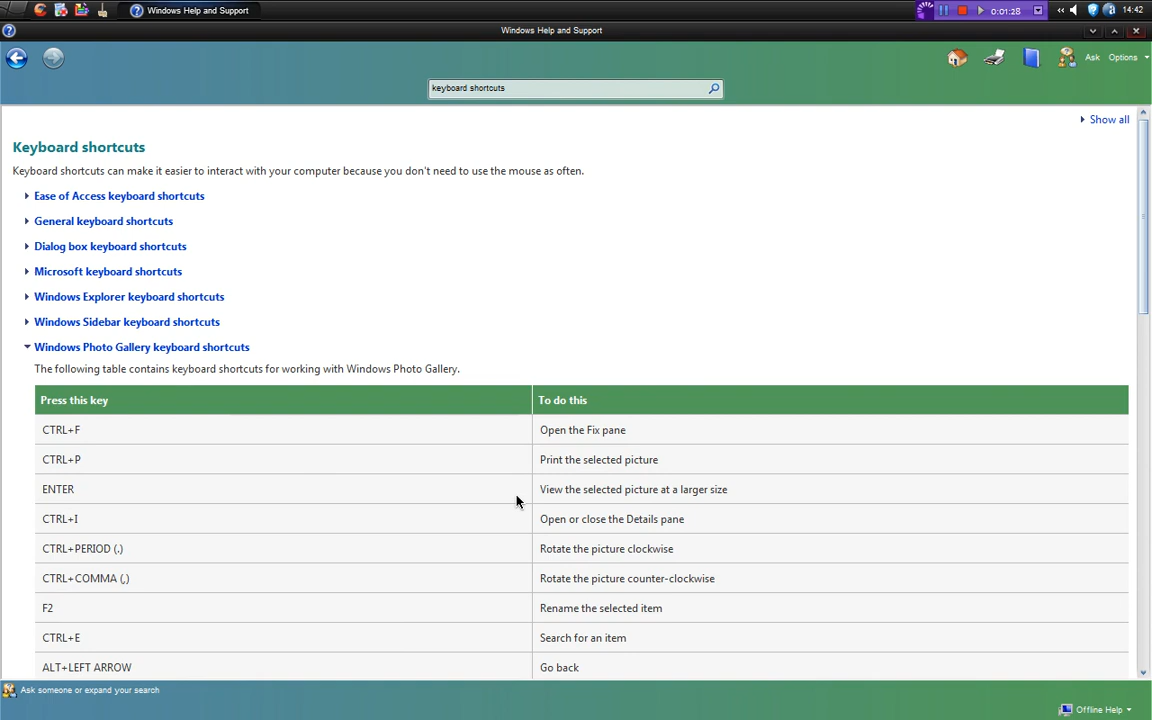 Windows Help and Support
0:01:28
14:42
Windows Help and Support
Ask
Options
keyboard shortcuts
Show all
Keyboard shortcuts
Keyboard shortcuts can make it easier to interact with your computer because you don't need to use the mouse as often.
Ease of Access keyboard shortcuts
General keyboard shortcuts
Dialog box keyboard shortcuts
Microsoft keyboard shortcuts
Windows Explorer keyboard shortcuts
Windows Sidebar keyboard shortcuts
Windows Photo Gallery keyboard shortcuts
The following table contains keyboard shortcuts for working with Windows Photo Gallery.
Press this key To do this
CTRL+F Open the Fix pane
CTRL+P Print the selected picture
ENTER View the selected picture at a larger size
CTRL+I Open or close the Details pane
CTRL+PERIOD (.) Rotate the picture clockwise
CTRL+COMMA (,) Rotate the picture counter-clockwise
F2 Rename the selected item
CTRL+E Search for an item
ALT+LEFT ARROW Go back
Ask someone or expand your search
Offline Help